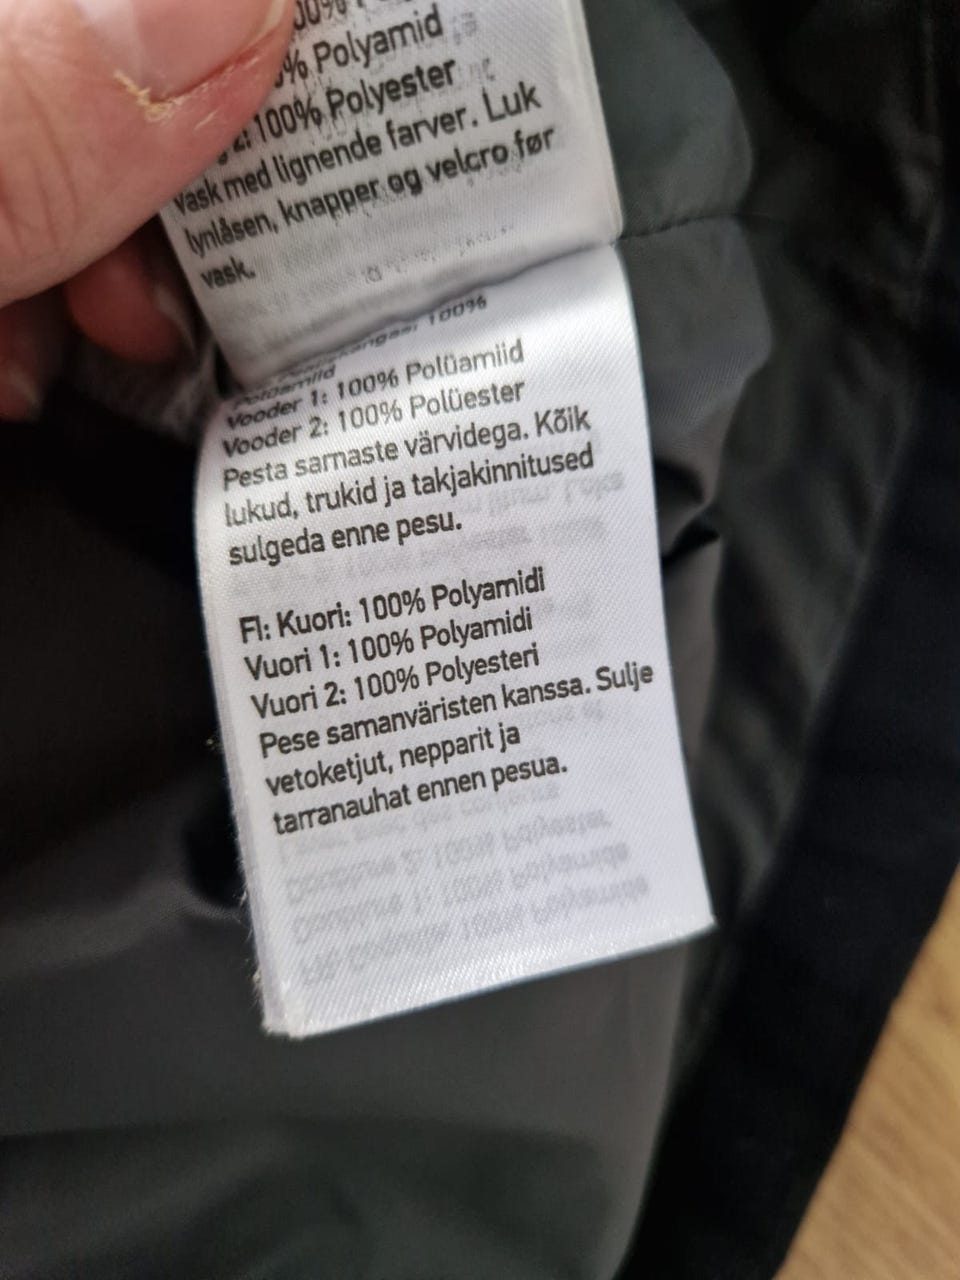 % Polyamid
2: 100% Polyester
Vask med lignende farver. Luk
lynlåsen, knapper og velcro før
vask.
100%
Polüamiid
Vooder 1: 100% Polüamiid
Vooder 2: 100% Polüester
Pesta sarnaste värvidega. Kõik
lukud, trukid ja takjakinnitused
sulgeda enne pesu.
FI: Kuori: 100% Polyamidi
Vuori 1: 100% Polyamidi
Vuori 2: 100% Polyesteri
Pese samanväristen kanssa. Sulje
vetoketjut, nepparit ja
tarranauhat ennen pesua.